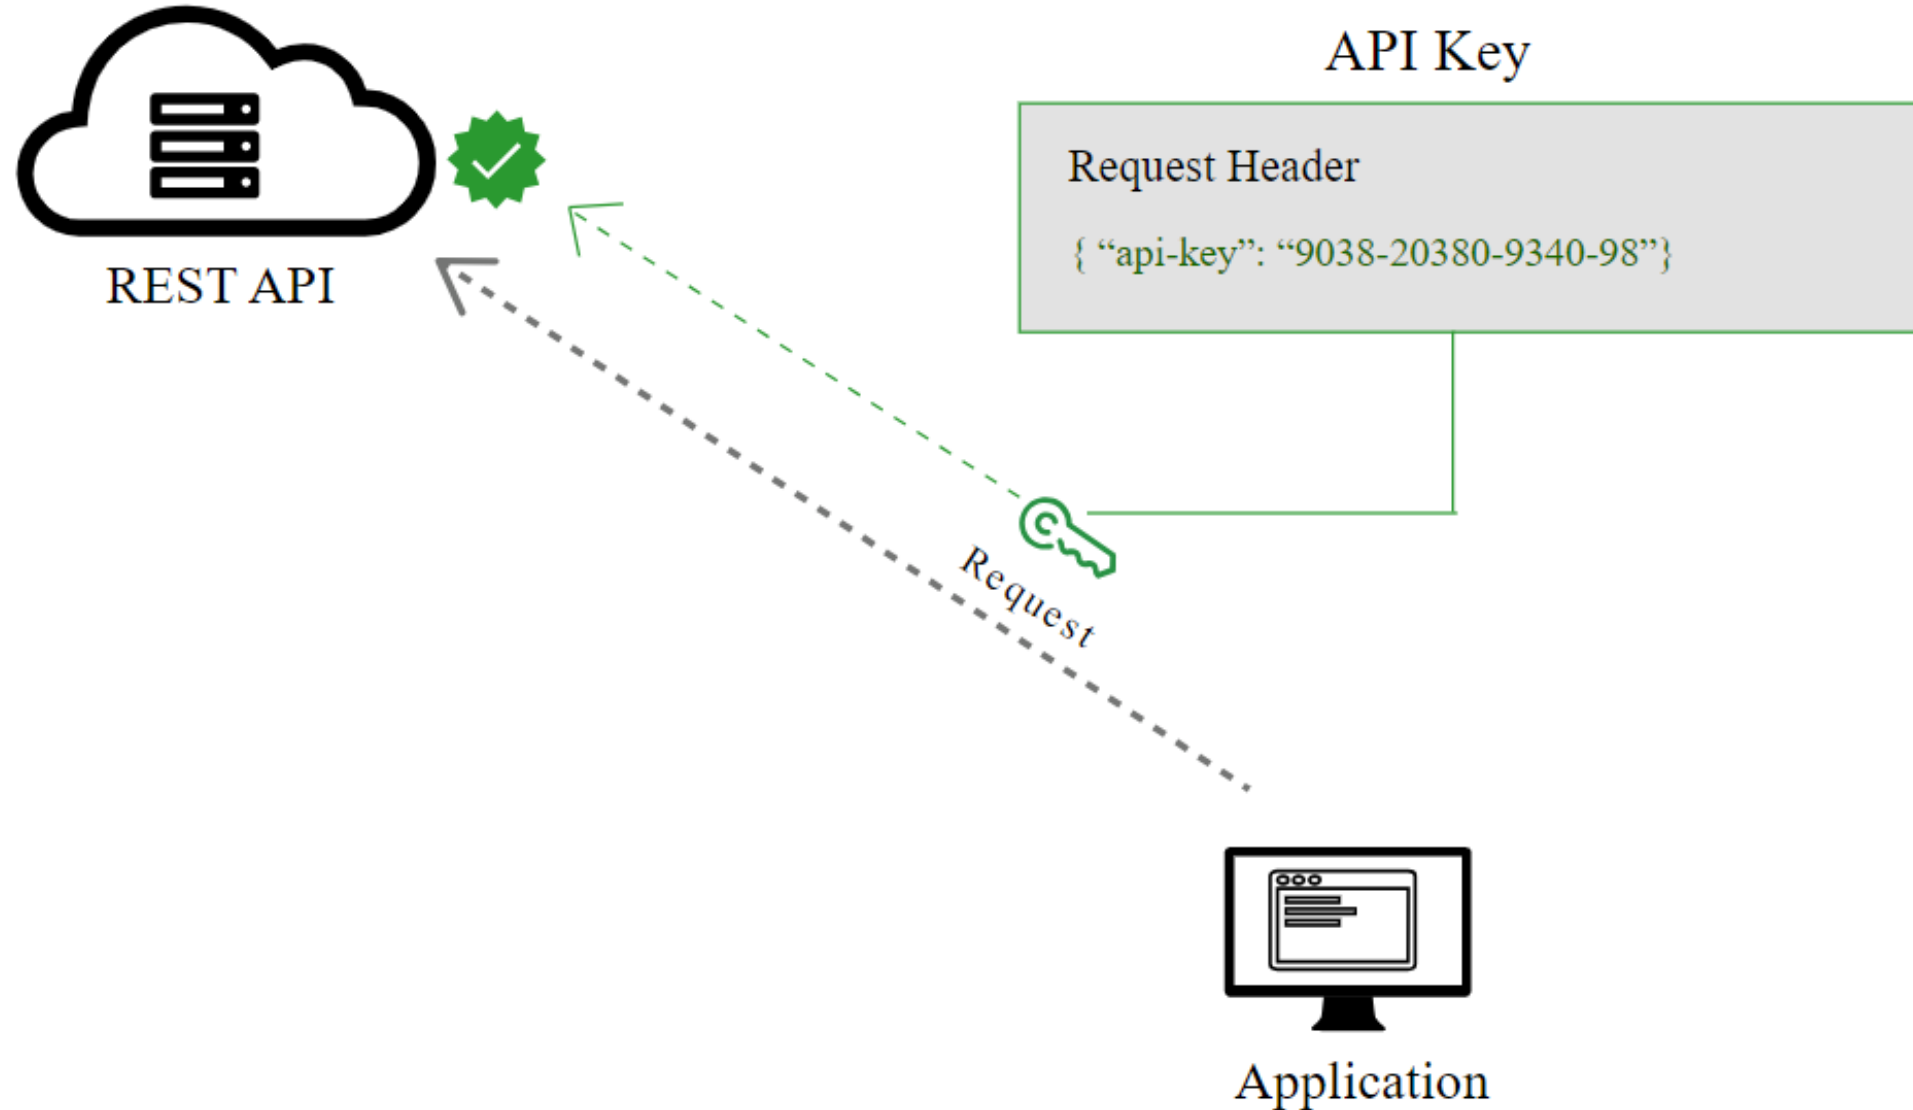 API Key
Request Header
{ “api-key”: “9038-20380-9340-98”}
REST API
Request
Application